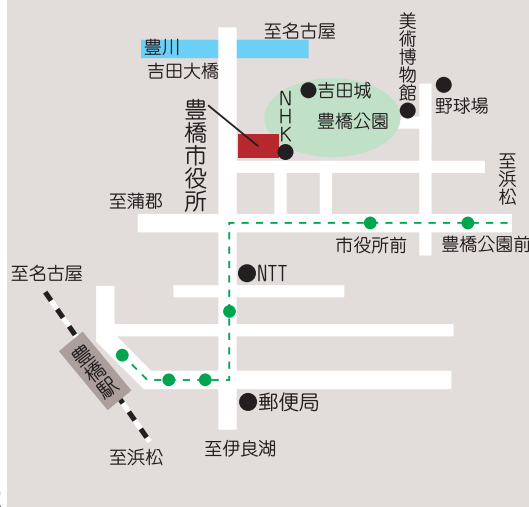 至名古屋
豊川
吉田大橋
美術博物館
吉田城
野球場
豊橋公園
NHK
豊橋市役所
至浜松
至蒲郡
市役所前
豊橋公園前
至名古屋
NTT
豊橋駅
郵便局
至浜松
至伊良湖